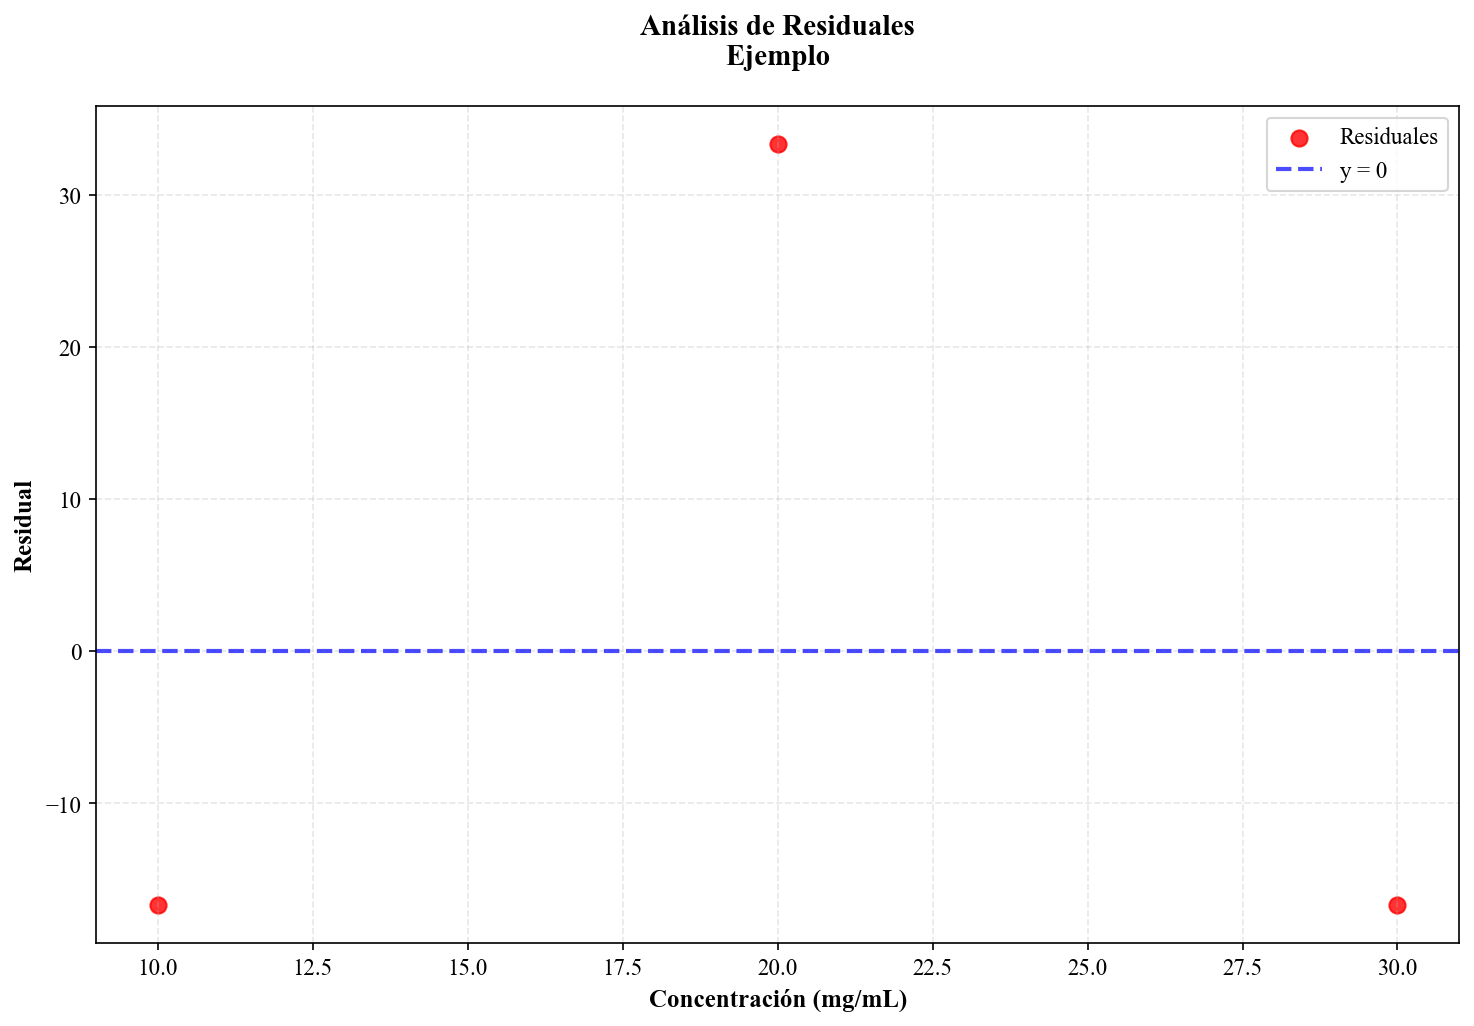 Análisis de Residuales
Ejemplo
Residuales
y = 0
30
20
10
0
−10
Residual
10.0 12.5 15.0 17.5 20.0 22.5 25.0 27.5 30.0
Concentración (mg/mL)